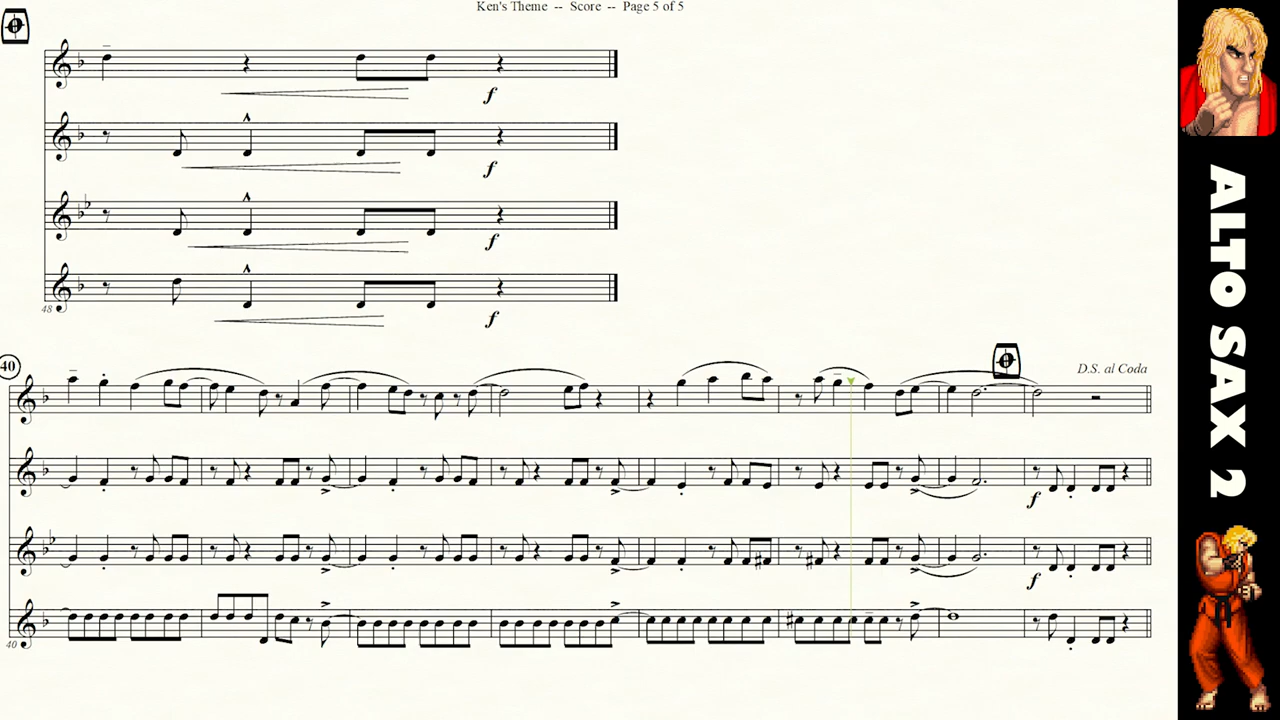 Ken's Theme -- Score -- Page 5 of 5
f
f
f
48
f
40
D.S. al Coda
f
f
40
ALTO SAX 2